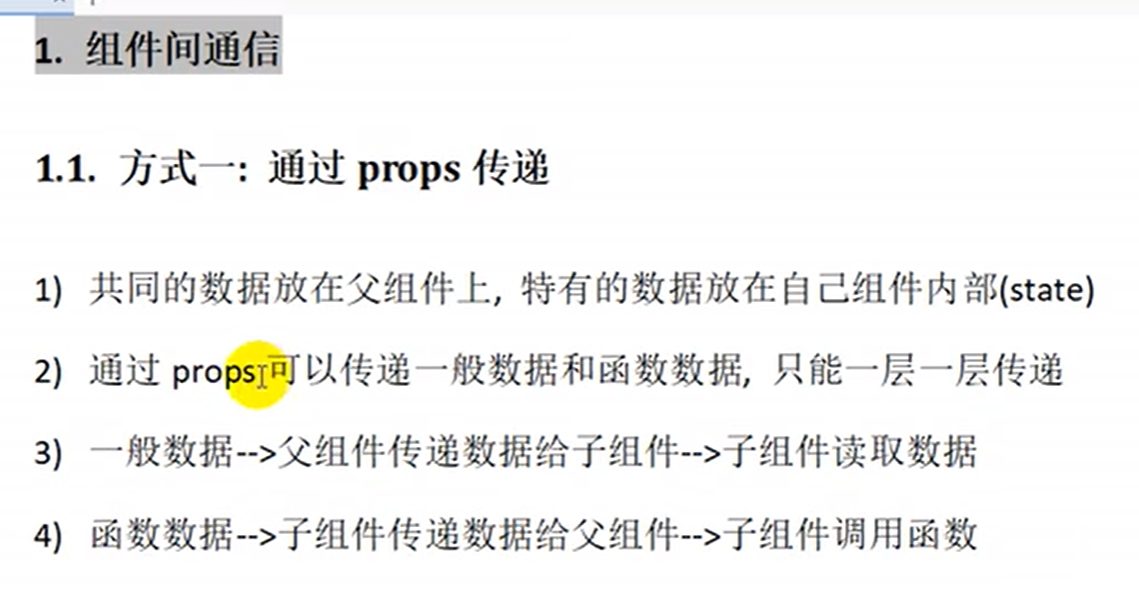 1. 组件间通信
1.1. 方式一: 通过 props 传递
1) 共同的数据放在父组件上, 特有的数据放在自己组件内部(state)
2) 通过 props 可以传递一般数据和函数数据, 只能一层一层传递
3) 一般数据-->父组件传递数据给子组件-->子组件读取数据
4) 函数数据-->子组件传递数据给父组件-->子组件调用函数